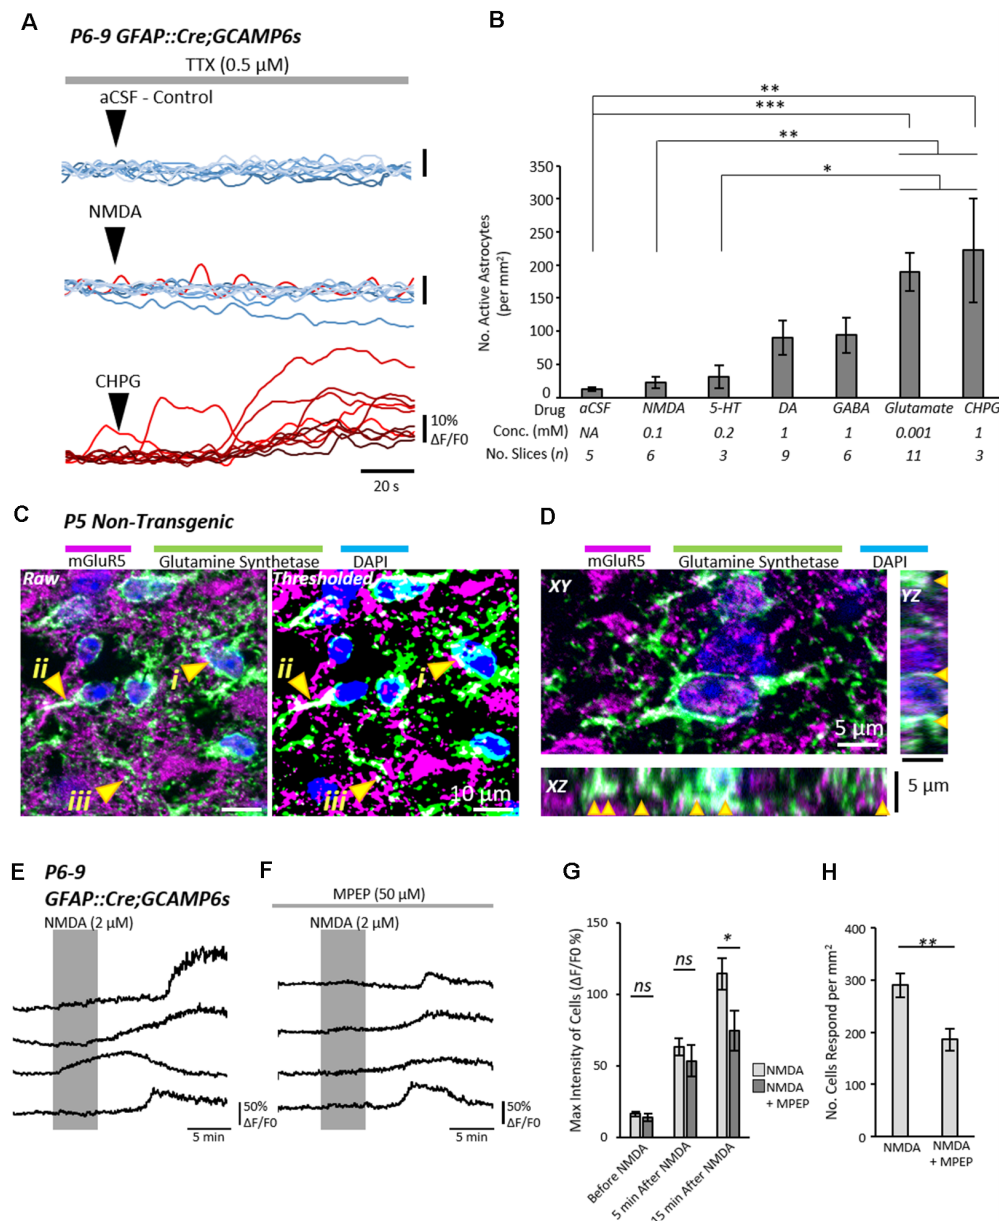 A
P6-9 GFAP::Cre;GCAMP6s
TTX (0.5 µM)
aCSF - Control
NMDA
CHPG
10%
ΔF/F0
20 s
B
**
***
**
*
No. Active Astrocytes
(per mm²)
350
300
250
200
150
100
50
0
Drug aCSF NMDA 5-HT DA GABA Glutamate CHPG
Conc. (mM) NA 0.1 0.2 1 1 0.001 1
No. Slices (n) 5 6 3 9 6 11 3
C
P5 Non-Transgenic
mGluR5 Glutamine Synthetase DAPI
Raw
ii
i
iii
Thresholded
ii
i
iii
10 µm
D
mGluR5 Glutamine Synthetase DAPI
XY
5 µm
YZ
XZ
5 µm
E
P6-9
GFAP::Cre;GCAMP6s
NMDA (2 µM)
50%
ΔF/F0
5 min
F
MPEP (50 µM)
NMDA (2 µM)
50%
ΔF/F0
5 min
G
Max Intensity of Cells (ΔF/F0 %)
150
100
50
0
ns
ns
*
NMDA
NMDA
+ MPEP
Before NMDA
5 min After NMDA
15 min After NMDA
H
No. Cells Respond per mm²
400
300
200
100
0
**
NMDA
NMDA
+ MPEP